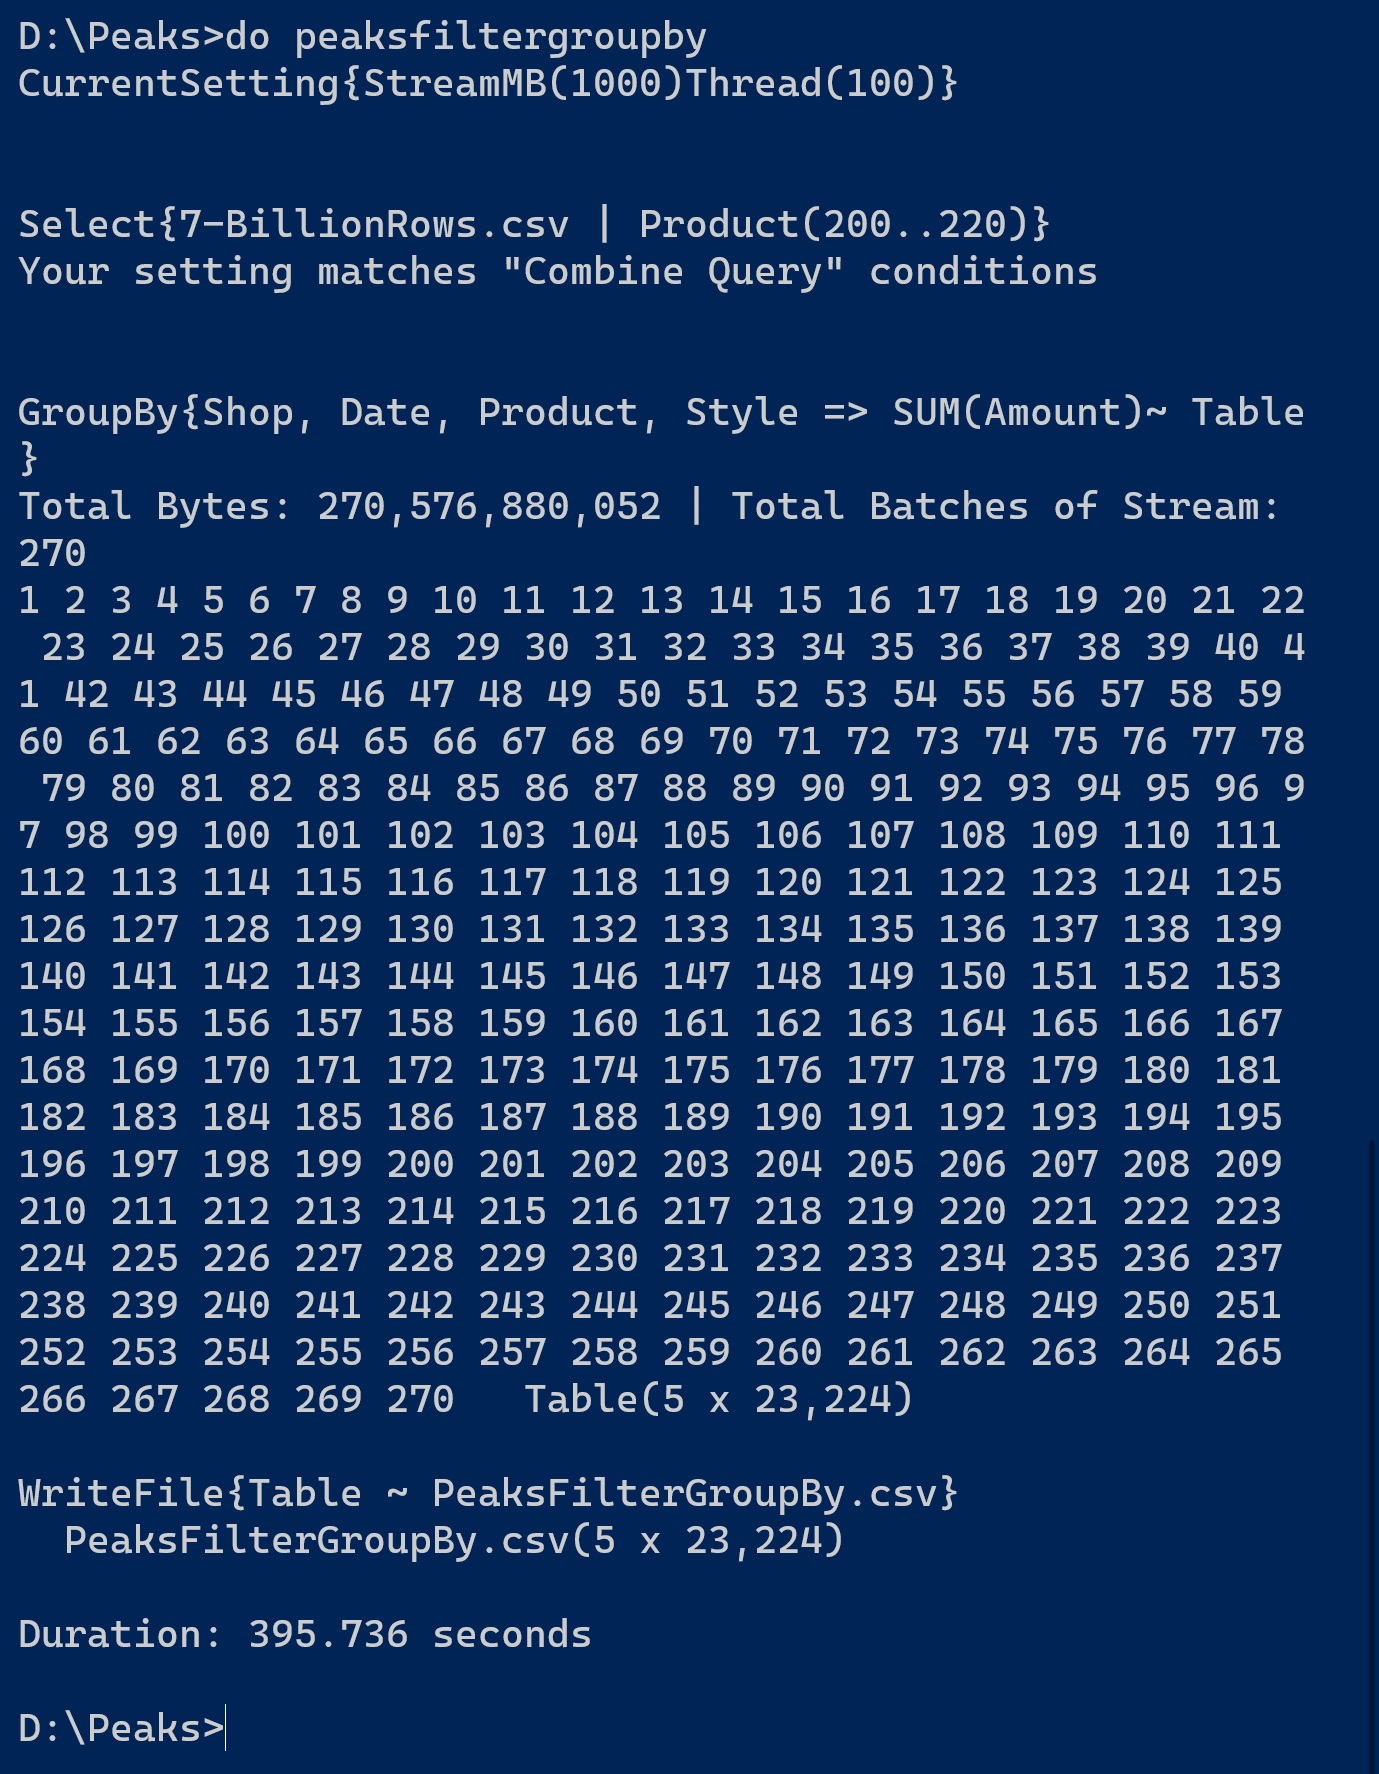 D:\Peaks>do peaksfiltergroupby
CurrentSetting{StreamMB(1000)Thread(100)}
Select{7-BillionRows.csv | Product(200..220)}
Your setting matches "Combine Query" conditions
GroupBy{Shop, Date, Product, Style => SUM(Amount)~ Table
}
Total Bytes: 270,576,880,052 | Total Batches of Stream:
270
1 2 3 4 5 6 7 8 9 10 11 12 13 14 15 16 17 18 19 20 21 22
23 24 25 26 27 28 29 30 31 32 33 34 35 36 37 38 39 40 4
1 42 43 44 45 46 47 48 49 50 51 52 53 54 55 56 57 58 59
60 61 62 63 64 65 66 67 68 69 70 71 72 73 74 75 76 77 78
79 80 81 82 83 84 85 86 87 88 89 90 91 92 93 94 95 96 9
7 98 99 100 101 102 103 104 105 106 107 108 109 110 111
112 113 114 115 116 117 118 119 120 121 122 123 124 125
126 127 128 129 130 131 132 133 134 135 136 137 138 139
140 141 142 143 144 145 146 147 148 149 150 151 152 153
154 155 156 157 158 159 160 161 162 163 164 165 166 167
168 169 170 171 172 173 174 175 176 177 178 179 180 181
182 183 184 185 186 187 188 189 190 191 192 193 194 195
196 197 198 199 200 201 202 203 204 205 206 207 208 209
210 211 212 213 214 215 216 217 218 219 220 221 222 223
224 225 226 227 228 229 230 231 232 233 234 235 236 237
238 239 240 241 242 243 244 245 246 247 248 249 250 251
252 253 254 255 256 257 258 259 260 261 262 263 264 265
266 267 268 269 270   Table(5 x 23,224)
WriteFile{Table ~ PeaksFilterGroupBy.csv}
PeaksFilterGroupBy.csv(5 x 23,224)
Duration: 395.736 seconds
D:\Peaks>